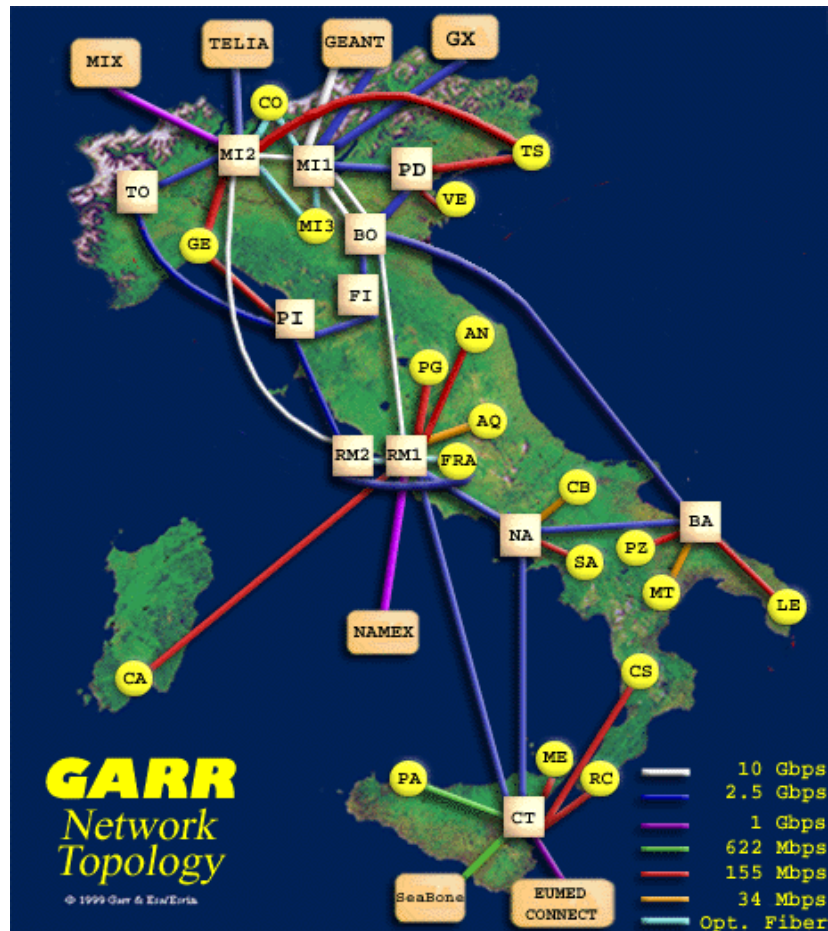 TELIA
GEANT
GX
MIX
CO
MI2
MI1
PD
TS
TO
VE
MI3
BO
GE
FI
PI
AN
PG
AQ
RM2
RM1
FRA
CB
NA
BA
PZ
SA
MT
LE
NAMEX
CA
CS
ME
PA
RC
CT
SeaBone
EUMED
CONNECT
GARR
Network
Topology
© 1999 Garr & Esa/Esrin
10 Gbps
2.5 Gbps
1 Gbps
622 Mbps
155 Mbps
34 Mbps
Opt. Fiber